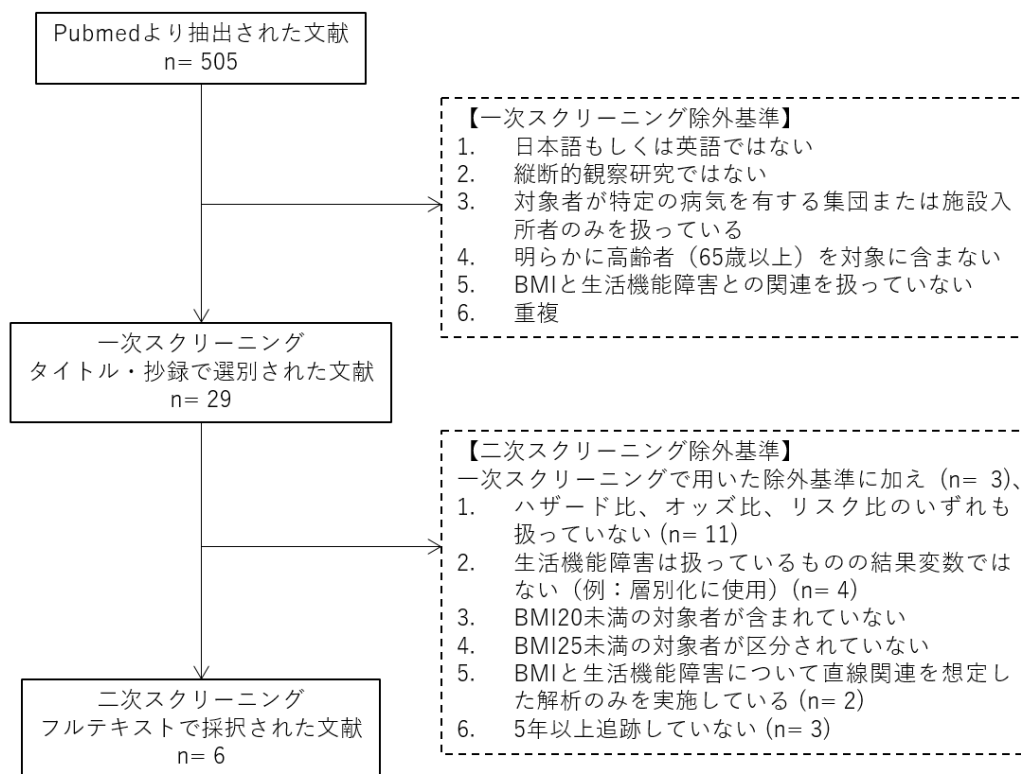 Pubmedより抽出された文献
n= 505
【一次スクリーニング除外基準】
1. 日本語もしくは英語ではない
2. 縦断的観察研究ではない
3. 対象者が特定の病気を有する集団または施設入
所者のみを扱っている
4. 明らかに高齢者（65歳以上）を対象に含まない
5. BMIと生活機能障害との関連を扱っていない
6. 重複
一次スクリーニング
タイトル・抄録で選別された文献
n= 29
【二次スクリーニング除外基準】
一次スクリーニングで用いた除外基準に加え (n= 3)、
1. ハザード比、オッズ比、リスク比のいずれも
扱っていない (n= 11)
2. 生活機能障害は扱っているものの結果変数では
ない（例：層別化に使用）(n= 4)
3. BMI20未満の対象者が含まれていない
4. BMI25未満の対象者が区分されていない
5. BMIと生活機能障害について直線関連を想定し
た解析のみを実施している (n= 2)
6. 5年以上追跡していない (n= 3)
二次スクリーニング
フルテキストで採択された文献
n= 6